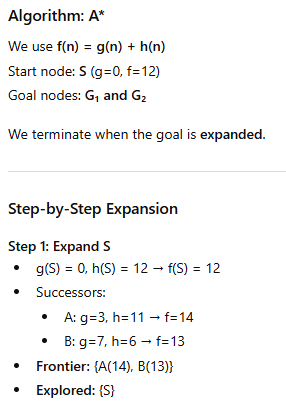 Algorithm: A*
We use f(n) = g(n) + h(n)
Start node: S (g=0, f=12)
Goal nodes: G₁ and G₂
We terminate when the goal is expanded.
Step-by-Step Expansion
Step 1: Expand S
• g(S) = 0, h(S) = 12 → f(S) = 12
• Successors:
• A: g=3, h=11 → f=14
• B: g=7, h=6 → f=13
• Frontier: {A(14), B(13)}
• Explored: {S}